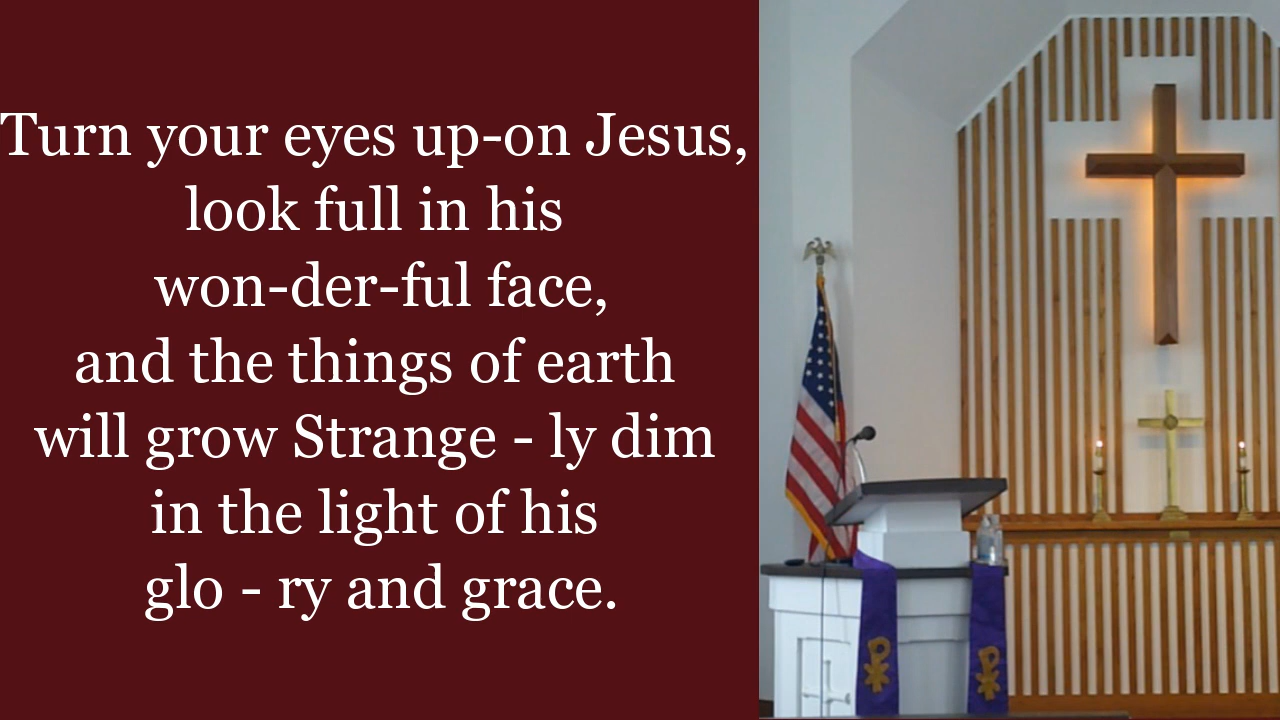 Turn your eyes up-on Jesus,
look full in his
won-der-ful face,
and the things of earth
will grow Strange - ly dim
in the light of his
glo - ry and grace.